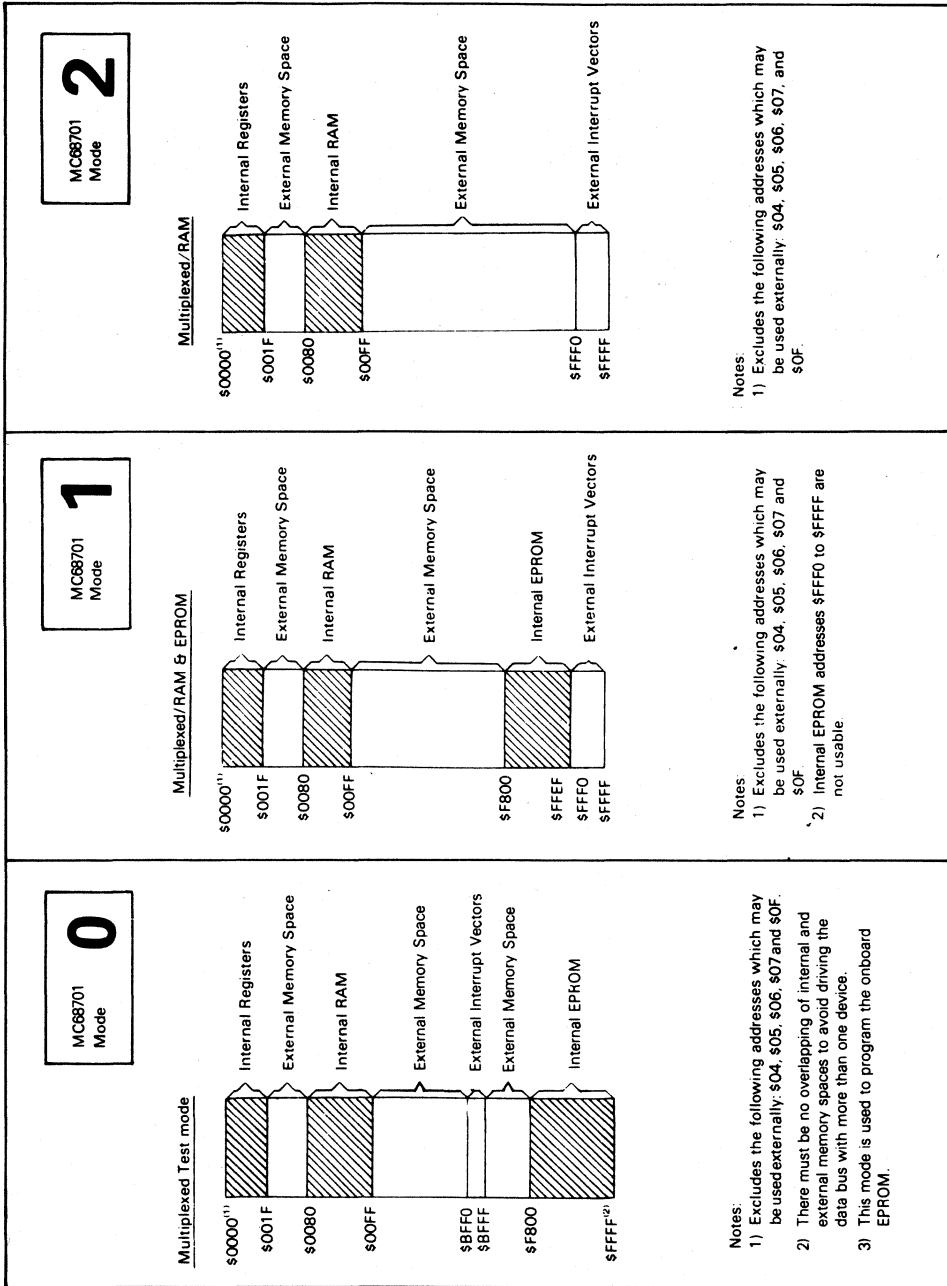 MC68701
Mode
0
Multiplexed Test mode
$0000(1)
$001F
$0080
$00FF
$BFF0
$BFFF
$F800
$FFFF(2)
Internal Registers
External Memory Space
Internal RAM
External Memory Space
External Interrupt Vectors
External Memory Space
Internal EPROM
Notes:
1) Excludes the following addresses which may
be used externally: $04, $05, $06, $07 and $0F.
2) There must be no overlapping of internal and
external memory spaces to avoid driving the
data bus with more than one device.
3) This mode is used to program the onboard
EPROM.
MC68701
Mode
1
Multiplexed/RAM & EPROM
$0000(1)
$001F
$0080
$00FF
$F800
$FFEF
$FFF0
$FFFF
Internal Registers
External Memory Space
Internal RAM
External Memory Space
Internal EPROM
External Interrupt Vectors
Notes:
1) Excludes the following addresses which may
be used externally: $04, $05, $06, $07 and
$0F.
2) Internal EPROM addresses $FFF0 to $FFFF are
not usable.
MC68701
Mode
2
Multiplexed/RAM
$0000(1)
$001F
$0080
$00FF
$FFF0
$FFFF
Internal Registers
External Memory Space
Internal RAM
External Memory Space
External Interrupt Vectors
Notes:
1) Excludes the following addresses which may
be used externally: $04, $05, $06, $07, and
$0F.